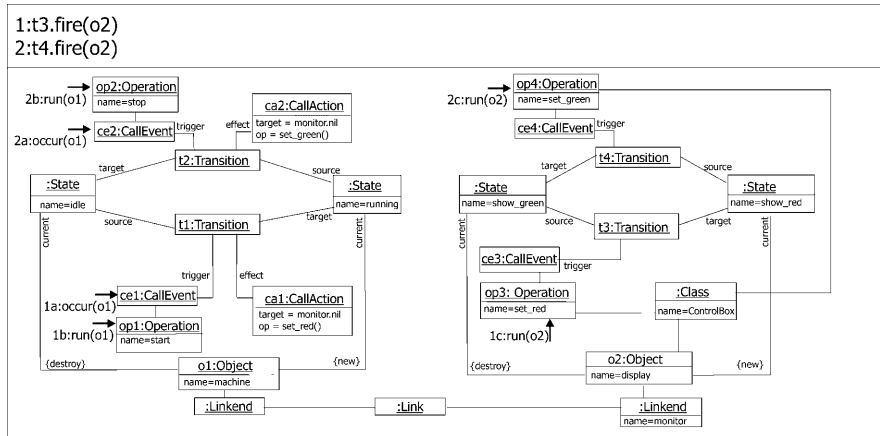 1:t3.fire(o2)
2:t4.fire(o2)
op2:Operation
name=stop
2b:run(o1)
ce2:CallEvent
2a:occur(o1)
trigger
effect
ca2:CallAction
target = monitor.nil
op = set_green()
t2:Transition
target
source
:State
name=idle
:State
name=running
source
target
t1:Transition
current
current
trigger
effect
ce1:CallEvent
1a:occur(o1)
op1:Operation
name=start
1b:run(o1)
ca1:CallAction
target = monitor.nil
op = set_red()
{destroy}
{new}
o1:Object
name=machine
:Linkend
:Link
op4:Operation
name=set_green
2c:run(o2)
ce4:CallEvent
trigger
t4:Transition
target
source
:State
name=show_green
:State
name=show_red
source
target
t3:Transition
current
current
ce3:CallEvent
trigger
op3: Operation
name=set_red
1c:run(o2)
:Class
name=ControlBox
{destroy}
{new}
o2:Object
name=display
:Linkend
name=monitor